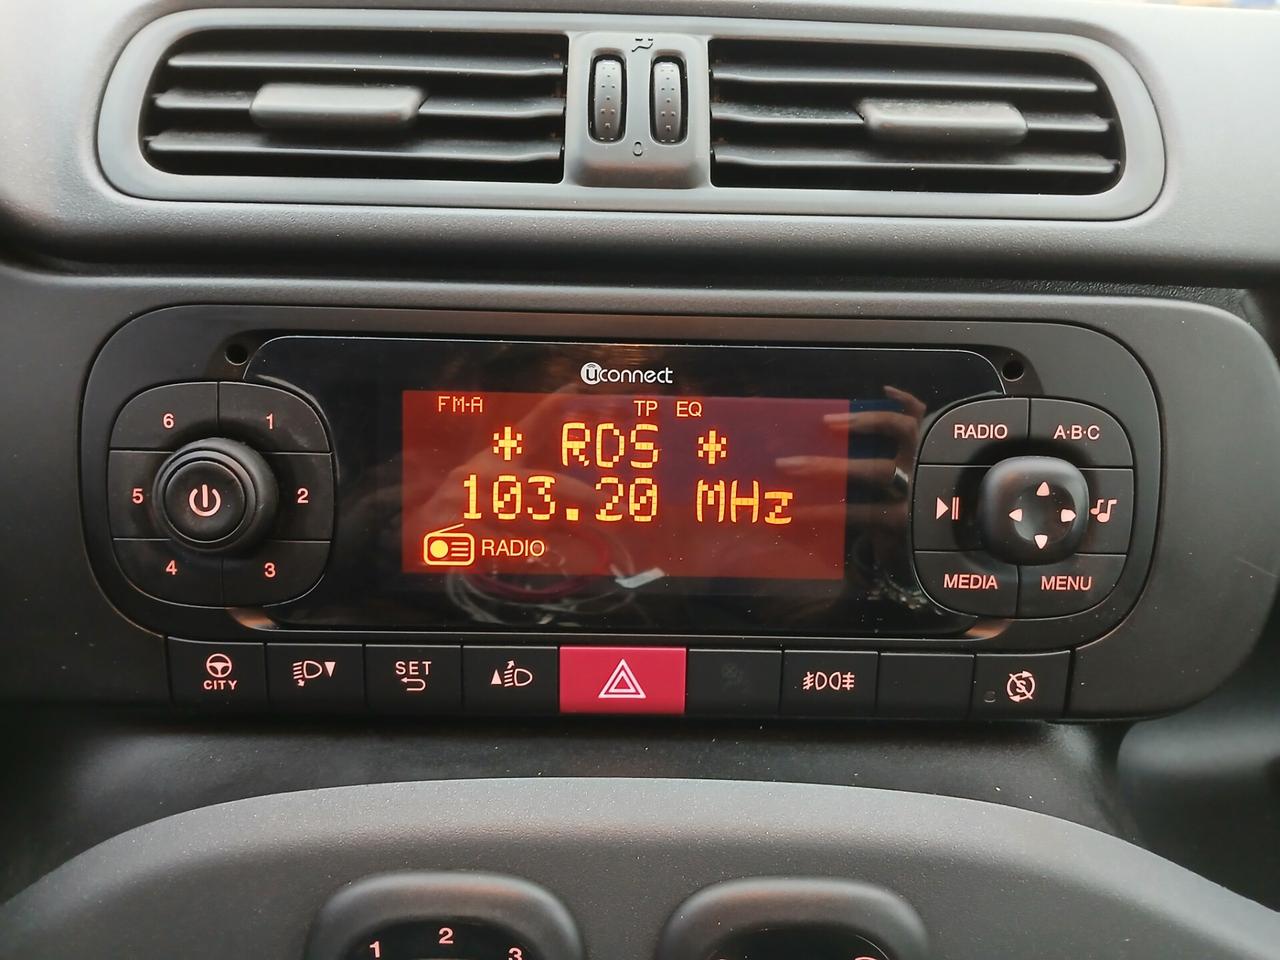 uconnect
FM-A TP EQ
* RDS *
103.20 MHz
RADIO
6 1
5 2
4 3
RADIO A·B·C
MEDIA MENU
CITY
SET
1 2 3